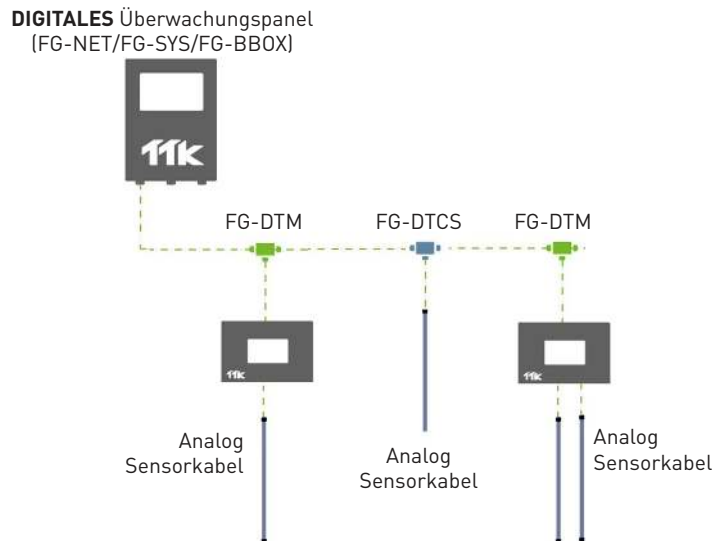 DIGITALES Überwachungspanel
(FG-NET/FG-SYS/FG-BBOX)
TTK
FG-DTM
FG-DTCS
FG-DTM
TTK
TTK
Analog
Sensorkabel
Analog
Sensorkabel
Analog
Sensorkabel